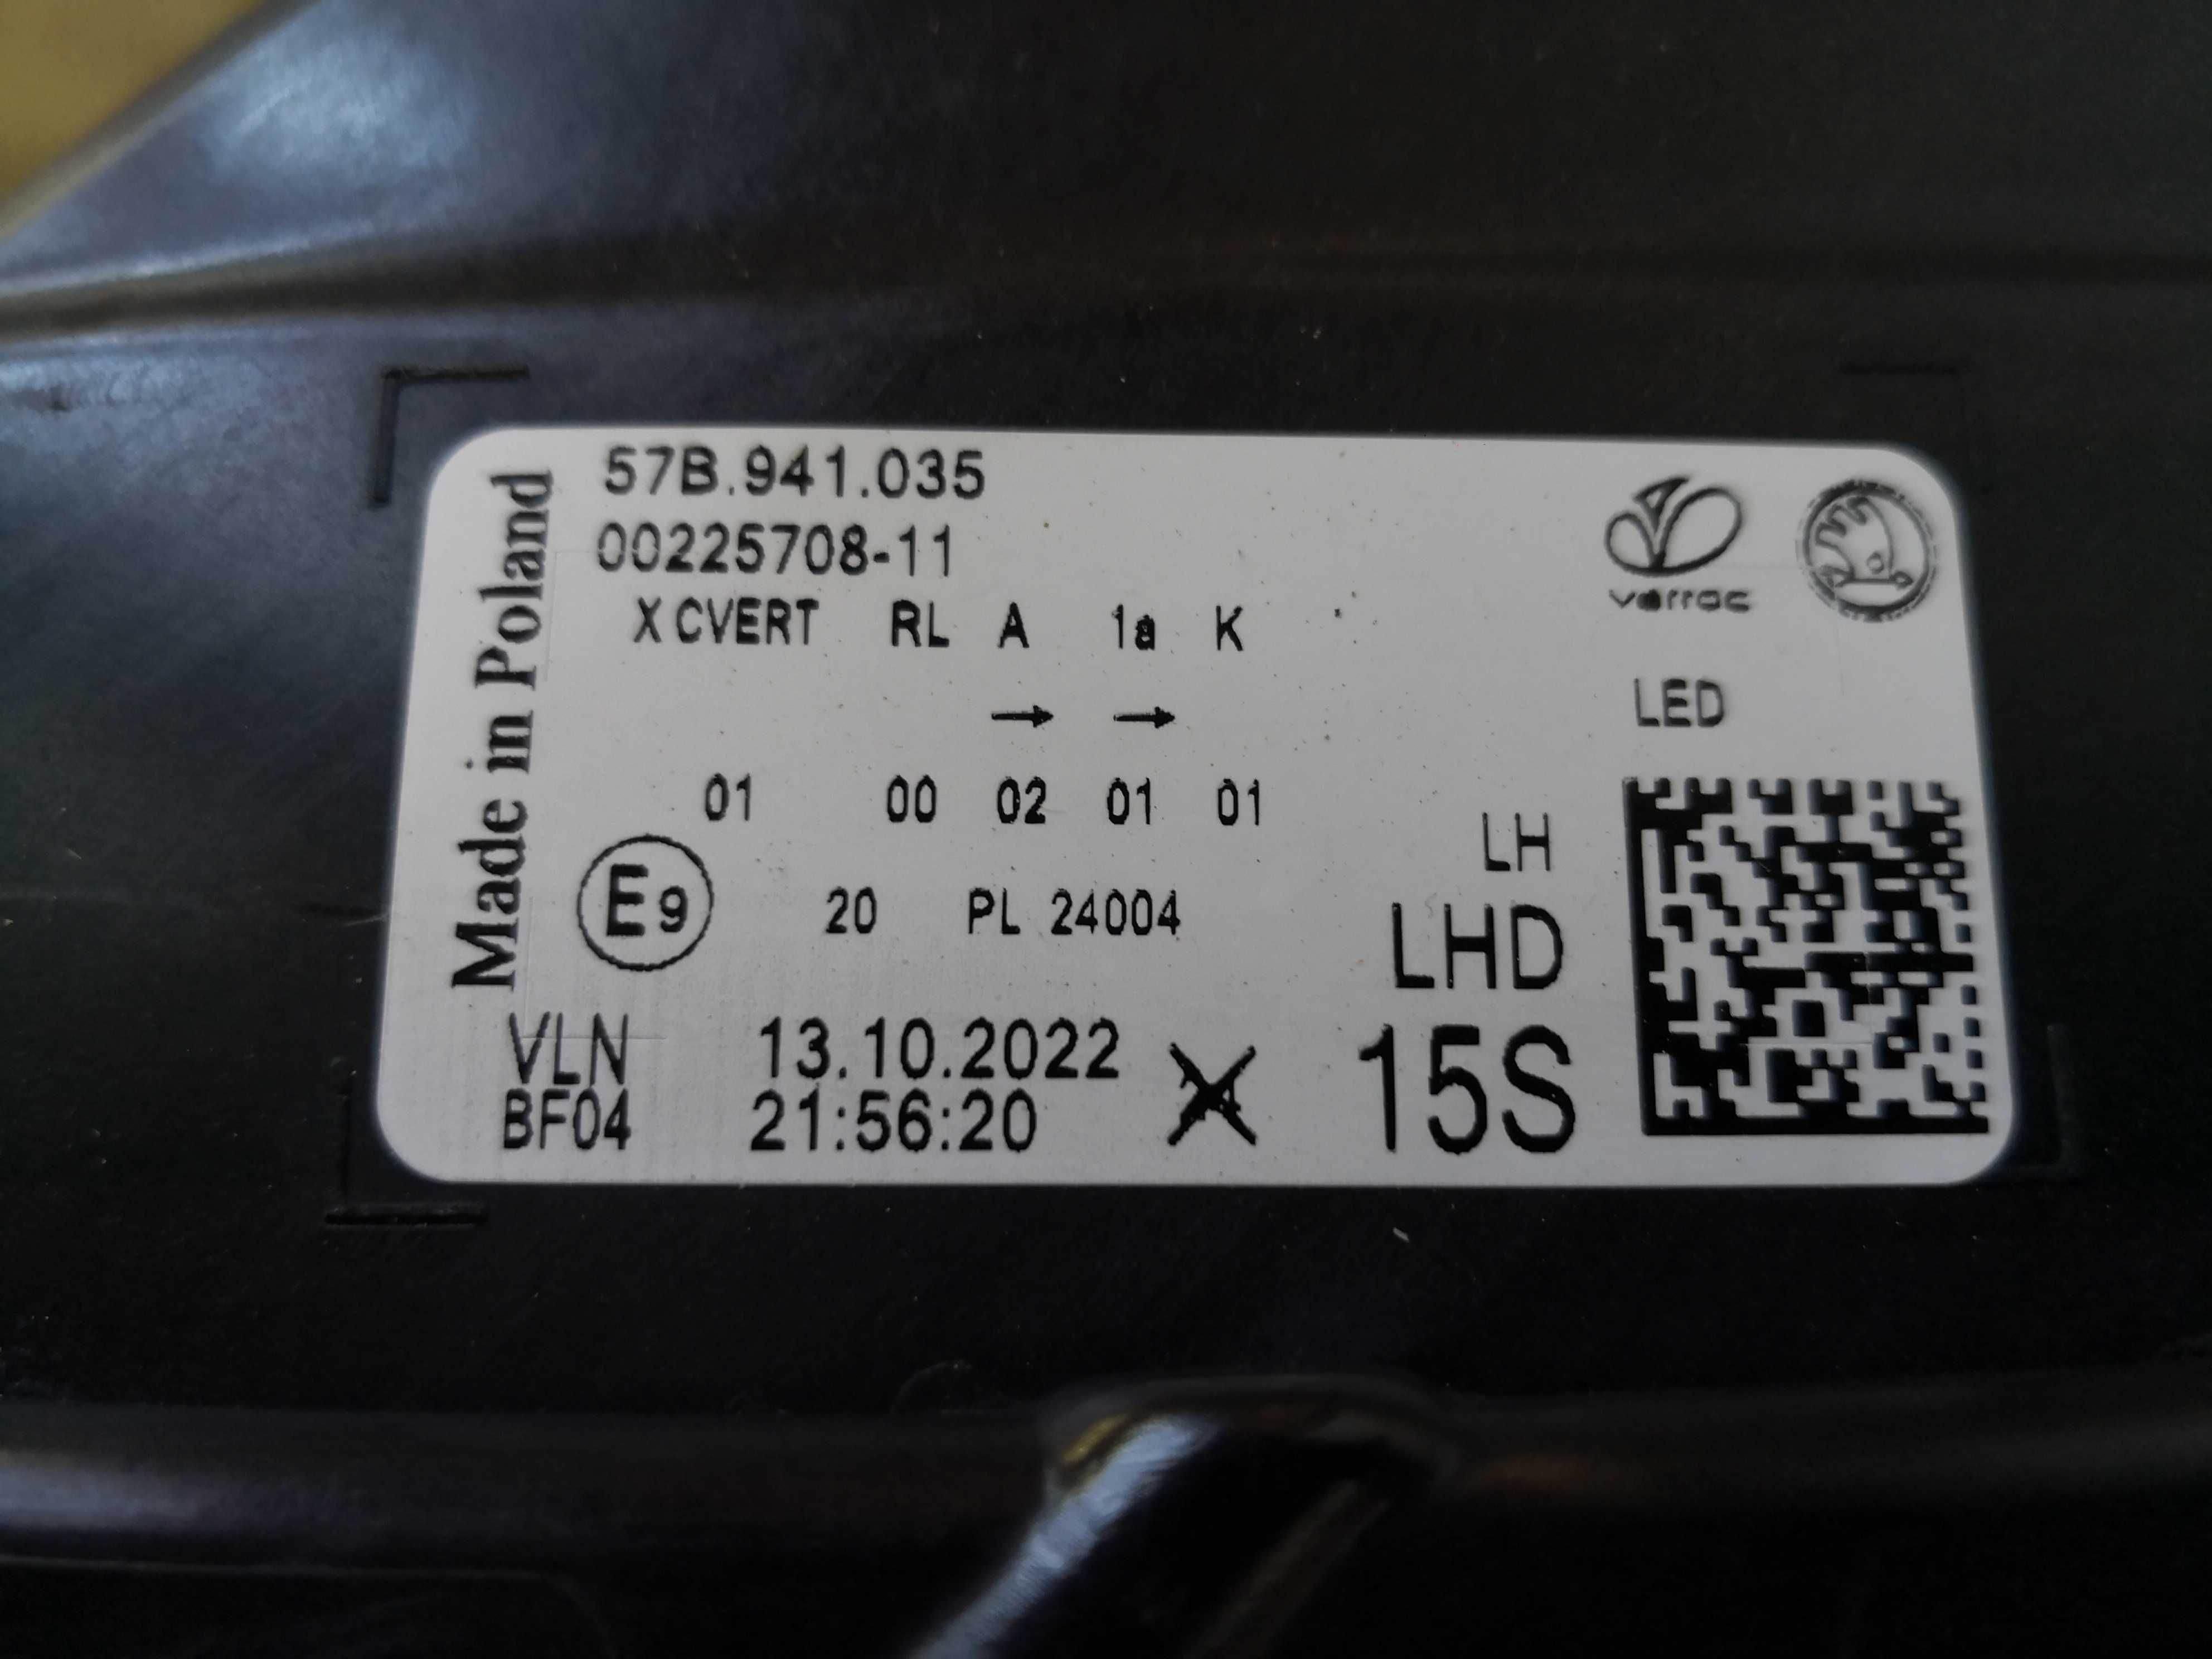 Made in Poland
57B.941.035
00225708-11
X CVERT RL A 1a K
→ →
01 00 02 01 01
E9 20 PL 24004
VLN 13.10.2022
BF04 21:56:20
varroc
LED
LH
LHD
15S